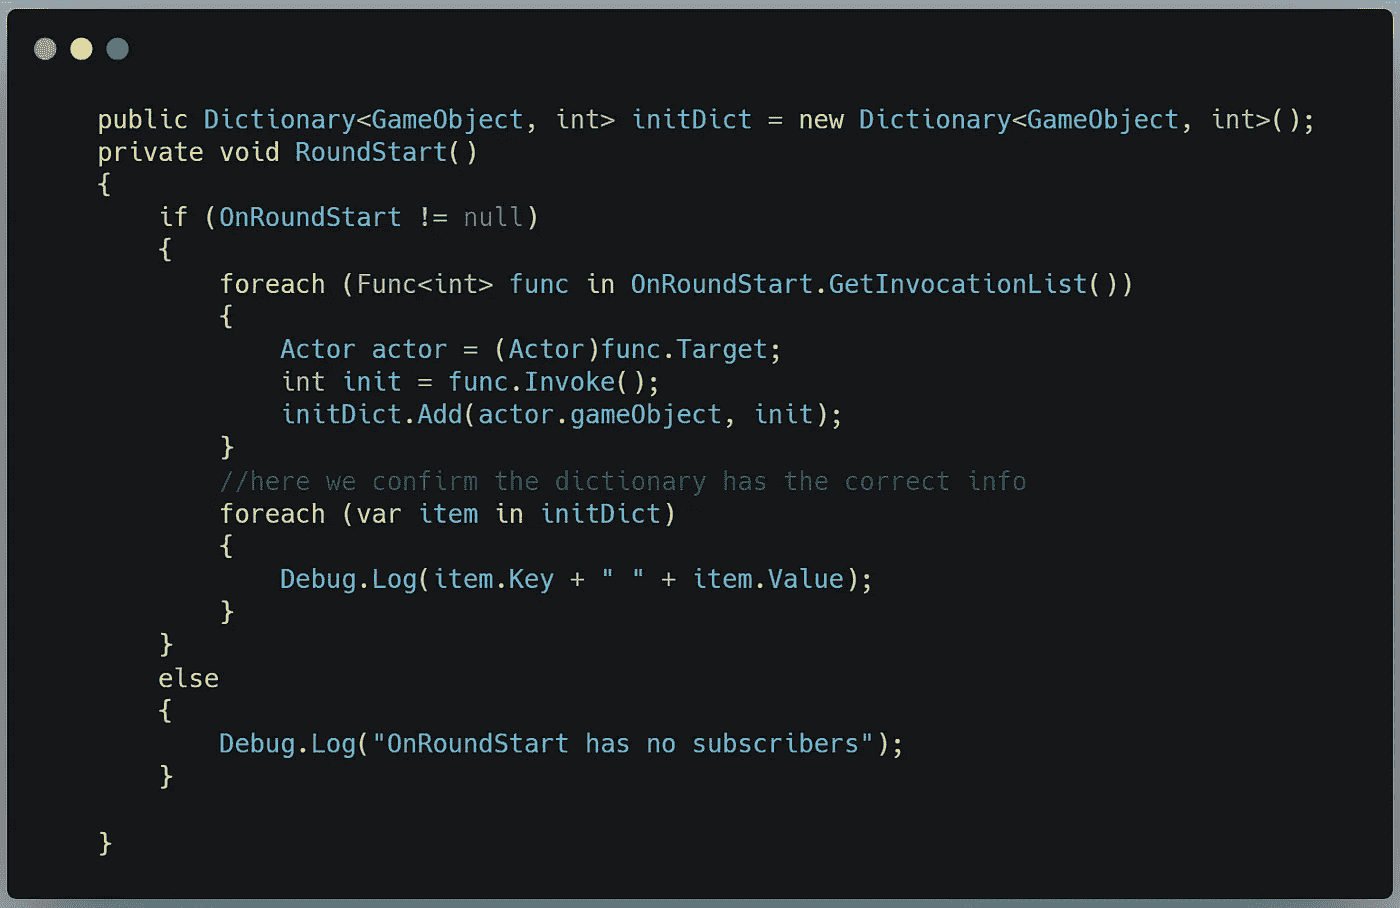 public Dictionary<GameObject, int> initDict = new Dictionary<GameObject, int>();
private void RoundStart()
{
    if (OnRoundStart != null)
    {
        foreach (Func<int> func in OnRoundStart.GetInvocationList())
        {
            Actor actor = (Actor)func.Target;
            int init = func.Invoke();
            initDict.Add(actor.gameObject, init);
        }
        //here we confirm the dictionary has the correct info
        foreach (var item in initDict)
        {
            Debug.Log(item.Key + " " + item.Value);
        }
    }
    else
    {
        Debug.Log("OnRoundStart has no subscribers");
    }

}